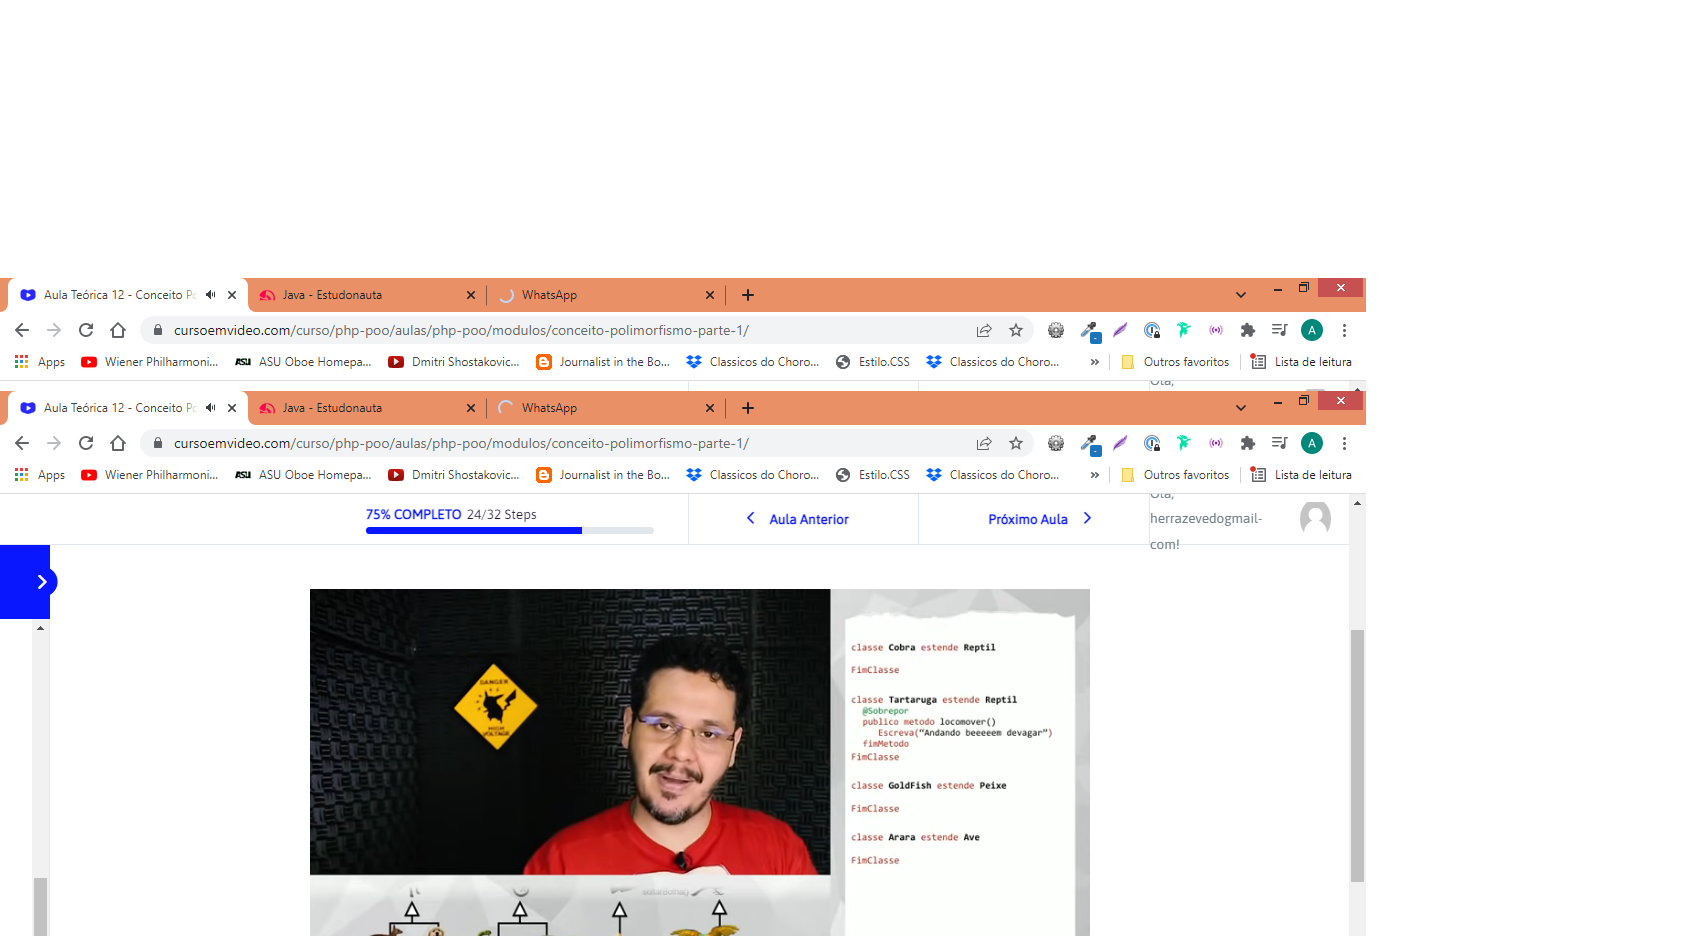 Aula Teórica 12 - Conceito Po
Java - Estudonauta
WhatsApp
cursoemvideo.com/curso/php-poo/aulas/php-poo/modulos/conceito-polimorfismo-parte-1/
A
Apps
Wiener Philharmoni...
ASU ASU Oboe Homepa...
Dmitri Shostakovic...
Journalist in the Bo...
Classicos do Choro...
Estilo.CSS
Classicos do Choro...
»
Outros favoritos
Lista de leitura
Olá,
Aula Teórica 12 - Conceito Po
Java - Estudonauta
WhatsApp
cursoemvideo.com/curso/php-poo/aulas/php-poo/modulos/conceito-polimorfismo-parte-1/
A
Apps
Wiener Philharmoni...
ASU ASU Oboe Homepa...
Dmitri Shostakovic...
Journalist in the Bo...
Classicos do Choro...
Estilo.CSS
Classicos do Choro...
»
Outros favoritos
Lista de leitura
75% COMPLETO 24/32 Steps
Aula Anterior
Próximo Aula
Olá,
herrazevedogmail-
com!
DANGER
HIGH
VOLTAGE
classe Cobra estende Reptil
FimClasse
classe Tartaruga estende Reptil
@Sobrepor
publico metodo locomover()
Escreva(“Andando beeeeem devagar”)
fimMetodo
FimClasse
classe GoldFish estende Peixe
FimClasse
classe Arara estende Ave
FimClasse